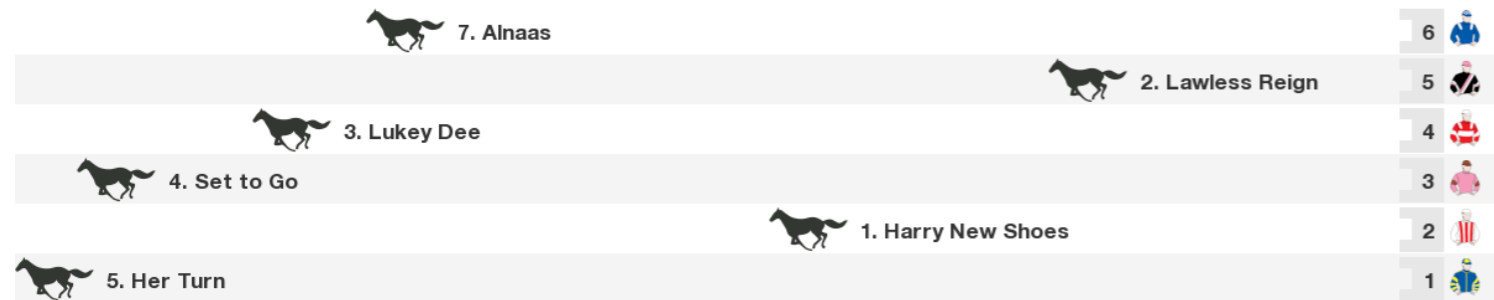 7. Alnaas 6
2. Lawless Reign 5
3. Lukey Dee 4
4. Set to Go 3
1. Harry New Shoes 2
5. Her Turn 1